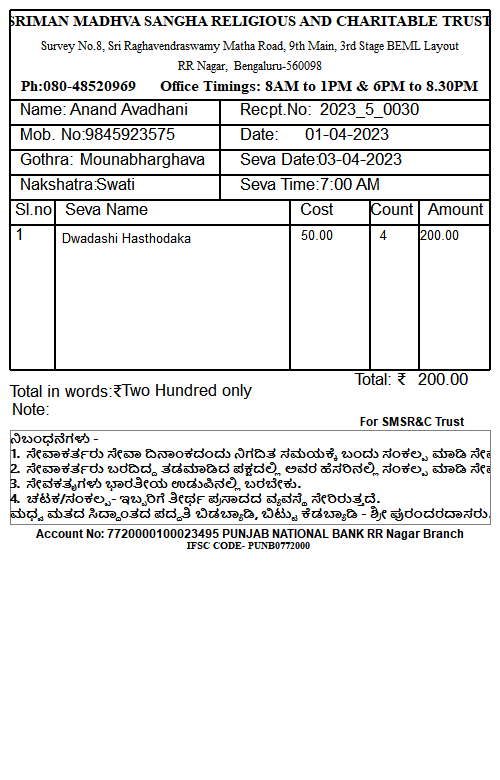 SRIMAN MADHVA SANGHA RELIGIOUS AND CHARITABLE TRUST
Survey No.8, Sri Raghavendraswamy Matha Road, 9th Main, 3rd Stage BEML Layout
RR Nagar, Bengaluru-560098
Ph:080-48520969 Office Timings: 8AM to 1PM & 6PM to 8.30PM
Name: Anand Avadhani Recpt.No: 2023_5_0030
Mob. No:9845923575 Date: 01-04-2023
Gothra: Mounabharghava Seva Date:03-04-2023
Nakshatra:Swati Seva Time:7:00 AM
Sl.no Seva Name Cost Count Amount
1 Dwadashi Hasthodaka 50.00 4 200.00
Total: ₹ 200.00
Total in words:₹Two Hundred only
Note:
For SMSR&C Trust
ನಿಬಂಧನೆಗಳು -
1. ಸೇವಾಕರ್ತರು ಸೇವಾ ದಿನಾಂಕದಂದು ನಿಗದಿತ ಸಮಯಕ್ಕೆ ಬಂದು ಸಂಕಲ್ಪ ಮಾಡಿ
2. ಸೇವಾಕರ್ತರು ಬರದಿದ್ದ ತಡಮಾಡಿದ ಪಕ್ಷದಲ್ಲಿ ಅವರ ಹೆಸರಿನಲ್ಲಿ ಸಂಕಲ್ಪ ಮಾಡಿ
3. ಸೇವಕತೃಗಳು ಭಾರತೀಯ ಉಡುಪಿನಲ್ಲಿ ಬರಬೇಕು.
4. ಚಟಕ/ಸಂಕಲ್ಪ- ಇಬ್ಬರಿಗೆ ತೀರ್ಥ ಪ್ರಸಾದದ ವ್ಯವಸ್ಥೆ ಸೇರಿರುತ್ತದೆ.
ಮಧ್ವ ಮತದ ಸಿದ್ಧಾಂತದ ಪದ್ಧತಿ ಬಿಡಬ್ಯಾಡಿ, ಬಿಟ್ಟು ಕೆಡಬ್ಯಾಡಿ - ಶ್ರೀ ಪುರಂದರದಾಸರು.
Account No: 7720000100023495 PUNJAB NATIONAL BANK RR Nagar Branch
IFSC CODE- PUNB0772000